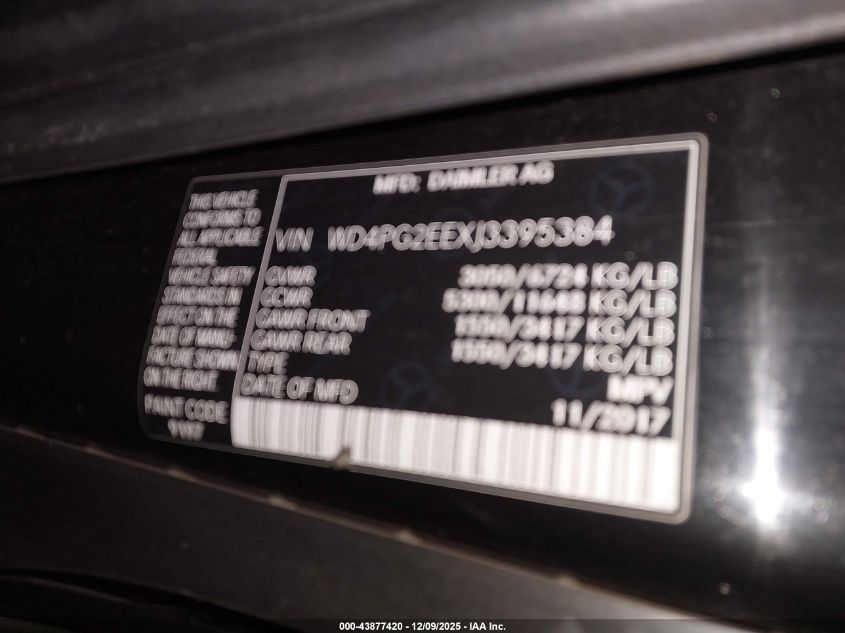 MFD: DAIMLER AG
THIS VEHICLE
CONFORMS TO
ALL APPLICABLE
FEDERAL
VEHICLE SAFETY
STANDARDS IN
EFFECT ON THE
DATE OF MANU-
FACTURE SHOWN
ON THE RIGHT.
PAINT CODE
9197
VIN WD4PG2EEXJ3395384
GVWR 3050/6724 KG/LB
GCWR 5300/11648 KG/LB
GAWR FRONT 1550/3417 KG/LB
GAWR REAR 1550/3417 KG/LB
TYPE MPV
DATE OF MFD 11/2017
000-43877420 - 12/09/2025 - IAA Inc.